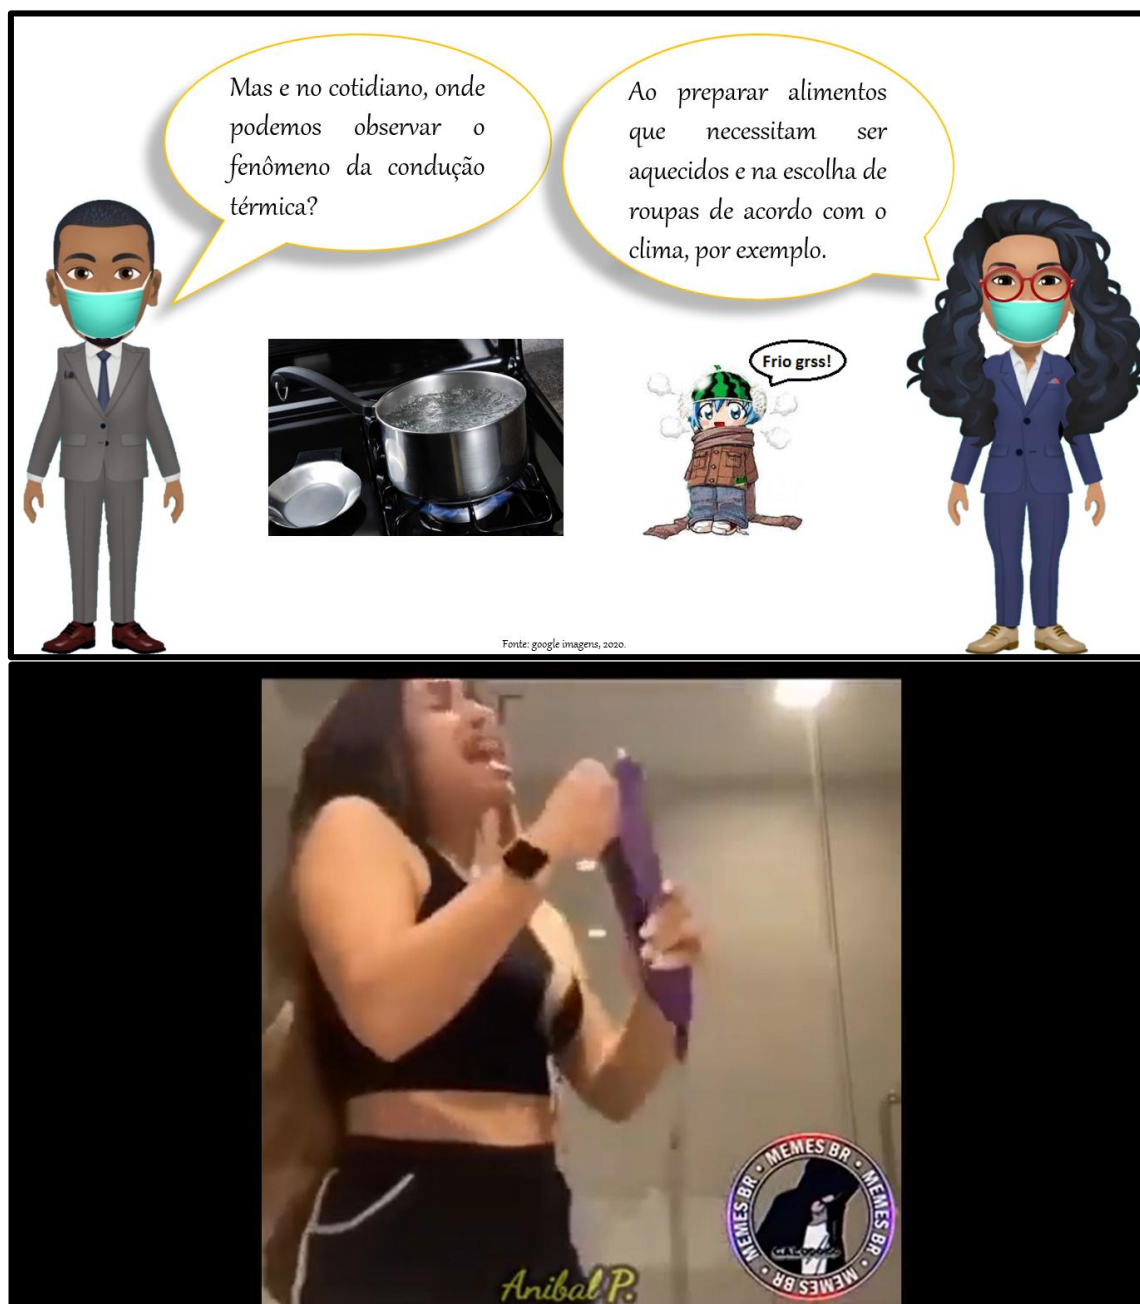 Mas e no cotidiano, onde
podemos observar o
fenômeno da condução
térmica?
Ao preparar alimentos
que necessitam ser
aquecidos e na escolha de
roupas de acordo com o
clima, por exemplo.
Frio grss!
Fonte: google imagens, 2020.
MEMES BR • MEMES BR • MEMES BR • MEMES BR
Anibal P.